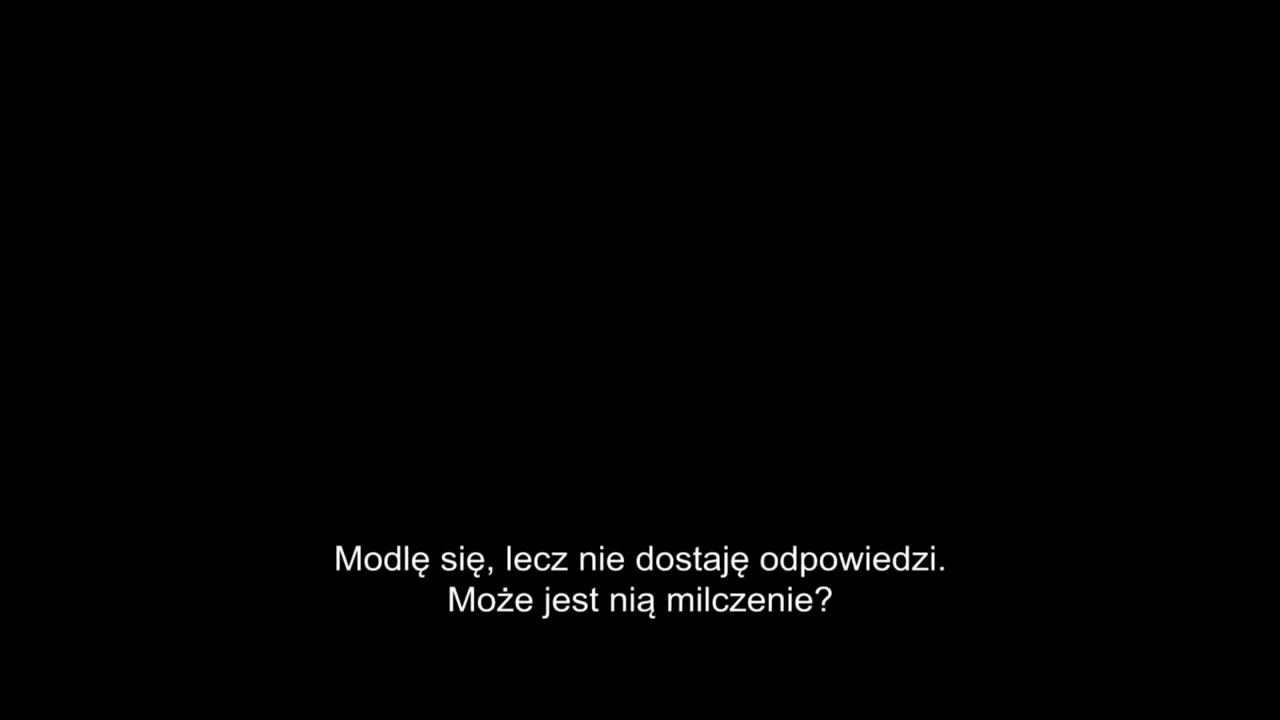 Modlę się, lecz nie dostaję odpowiedzi.
Może jest nią milczenie?